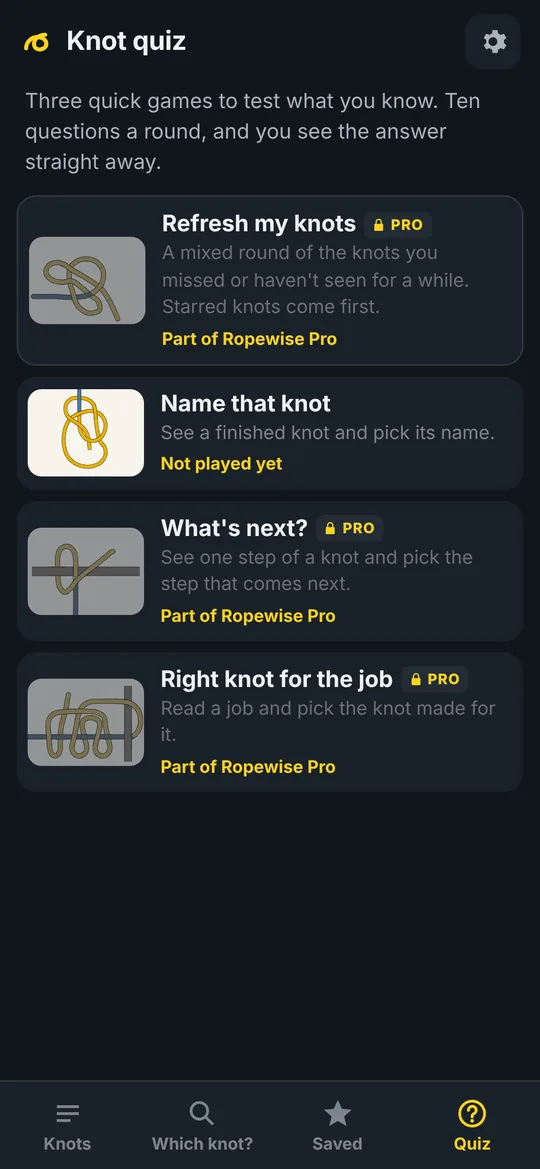 Knot quiz
Three quick games to test what you know. Ten
questions a round, and you see the answer
straight away.
Refresh my knots PRO
A mixed round of the knots you
missed or haven't seen for a while.
Starred knots come first.
Part of Ropewise Pro
Name that knot
See a finished knot and pick its name.
Not played yet
What's next? PRO
See one step of a knot and pick the
step that comes next.
Part of Ropewise Pro
Right knot for the job PRO
Read a job and pick the knot made for
it.
Part of Ropewise Pro
Knots Which knot? Saved Quiz